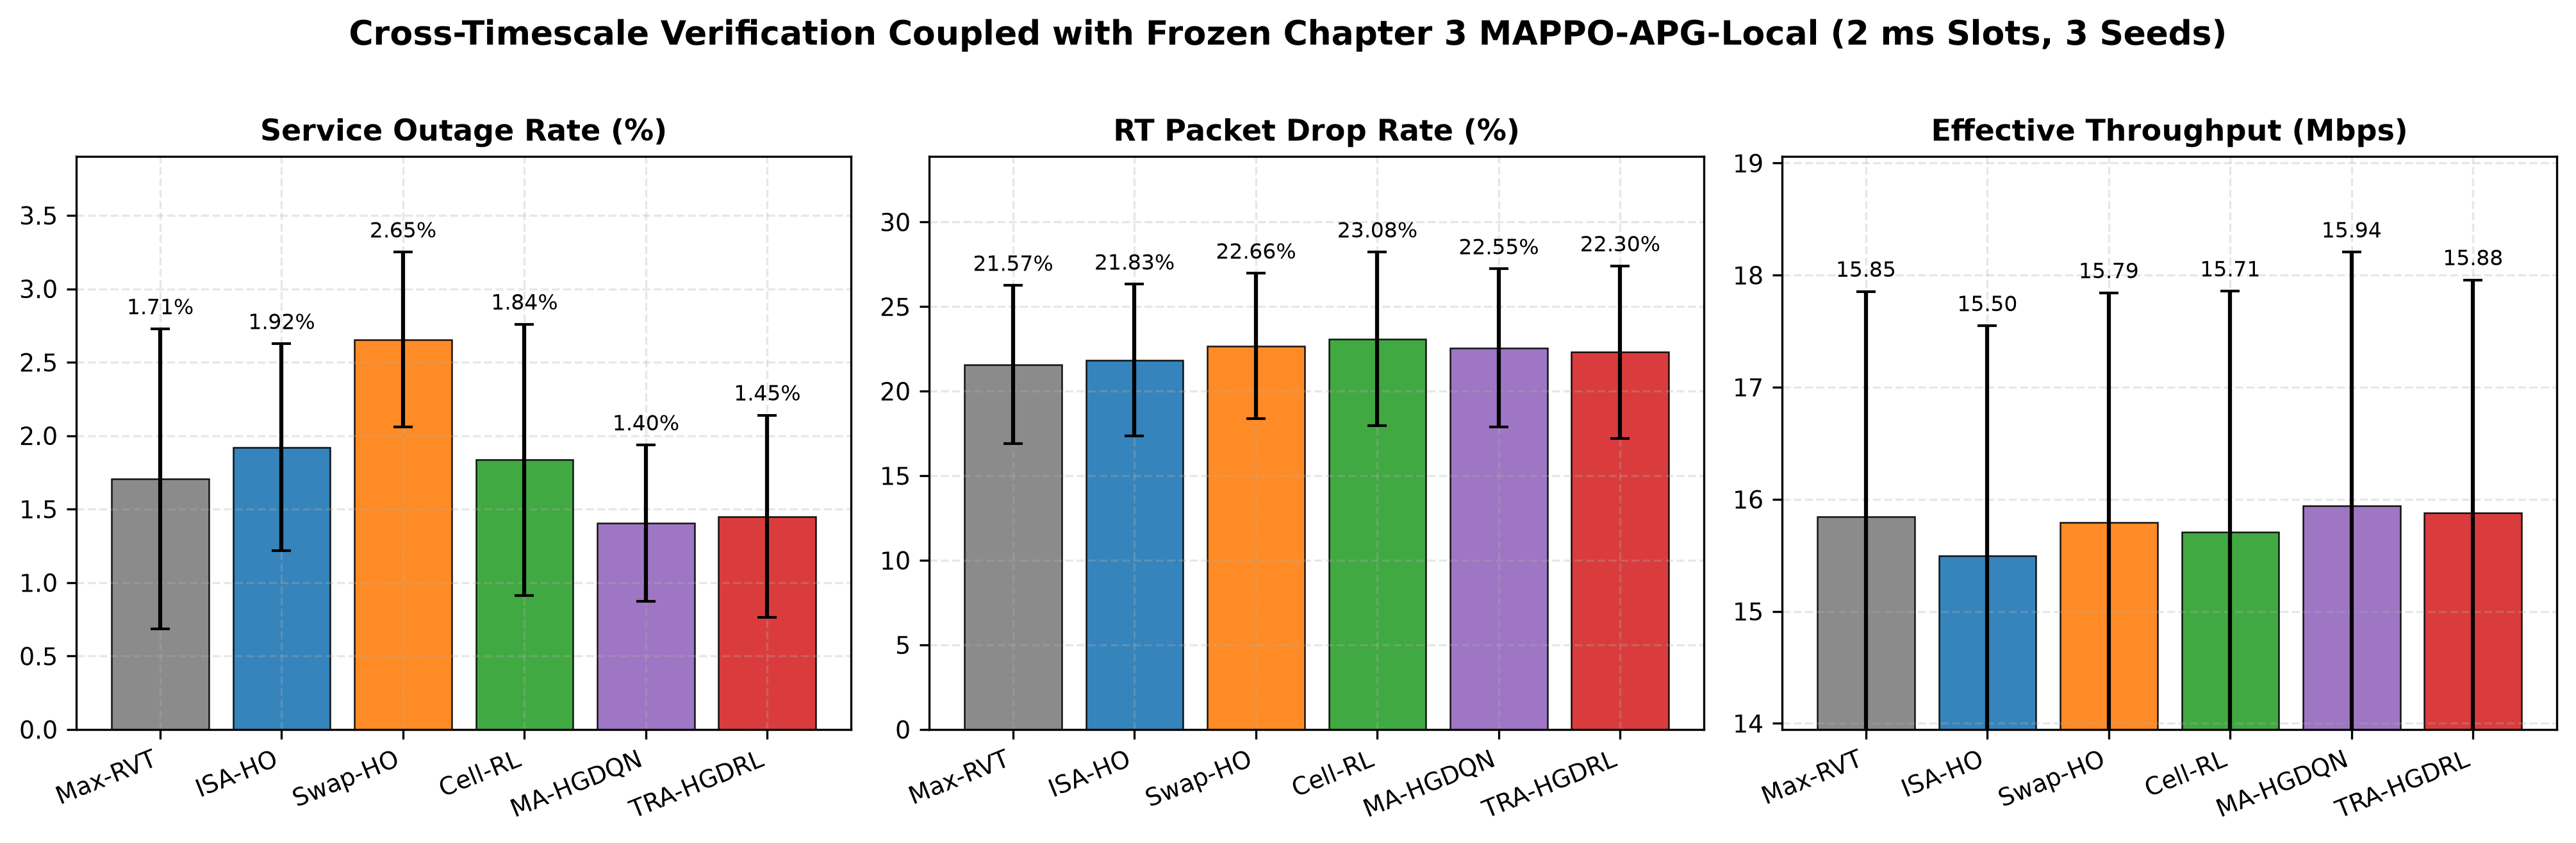 Cross-Timescale Verification Coupled with Frozen Chapter 3 MAPPO-APG-Local (2 ms Slots, 3 Seeds)
Service Outage Rate (%)
3.5
3.0
2.5
2.0
1.5
1.0
0.5
0.0
1.71%
1.92%
2.65%
1.84%
1.40%
1.45%
Max-RVT
ISA-HO
Swap-HO
Cell-RL
MA-HGDQN
TRA-HGDRL
RT Packet Drop Rate (%)
30
25
20
15
10
5
0
21.57%
21.83%
22.66%
23.08%
22.55%
22.30%
Max-RVT
ISA-HO
Swap-HO
Cell-RL
MA-HGDQN
TRA-HGDRL
Effective Throughput (Mbps)
19
18
17
16
15
14
15.85
15.50
15.79
15.71
15.94
15.88
Max-RVT
ISA-HO
Swap-HO
Cell-RL
MA-HGDQN
TRA-HGDRL